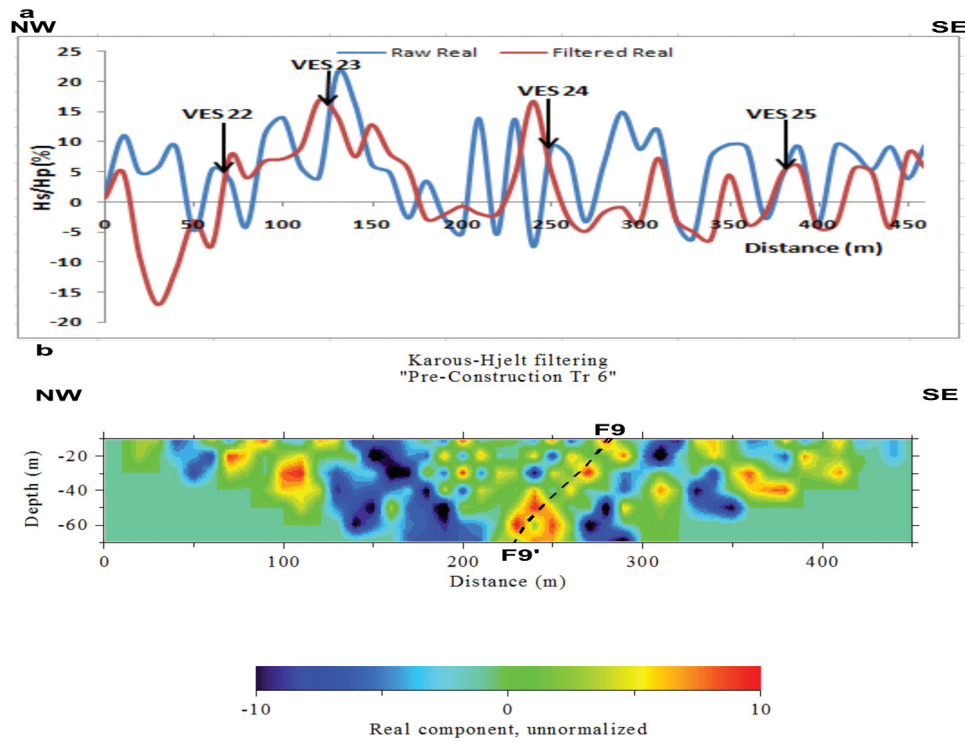 a
NW SE
Raw Real Filtered Real
25
20
15
10
5
0
-5
-10
-15
-20
Hs/Hp(%)
VES 22
VES 23
VES 24
VES 25
0 50 100 150 200 250 300 350 400 450
Distance (m)
b
Karous-Hjelt filtering
"Pre-Construction Tr 6"
NW SE
F9
-20
-40
-60
Depth (m)
F9'
0 100 200 300 400
Distance (m)
-10 0 10
Real component, unnormalized